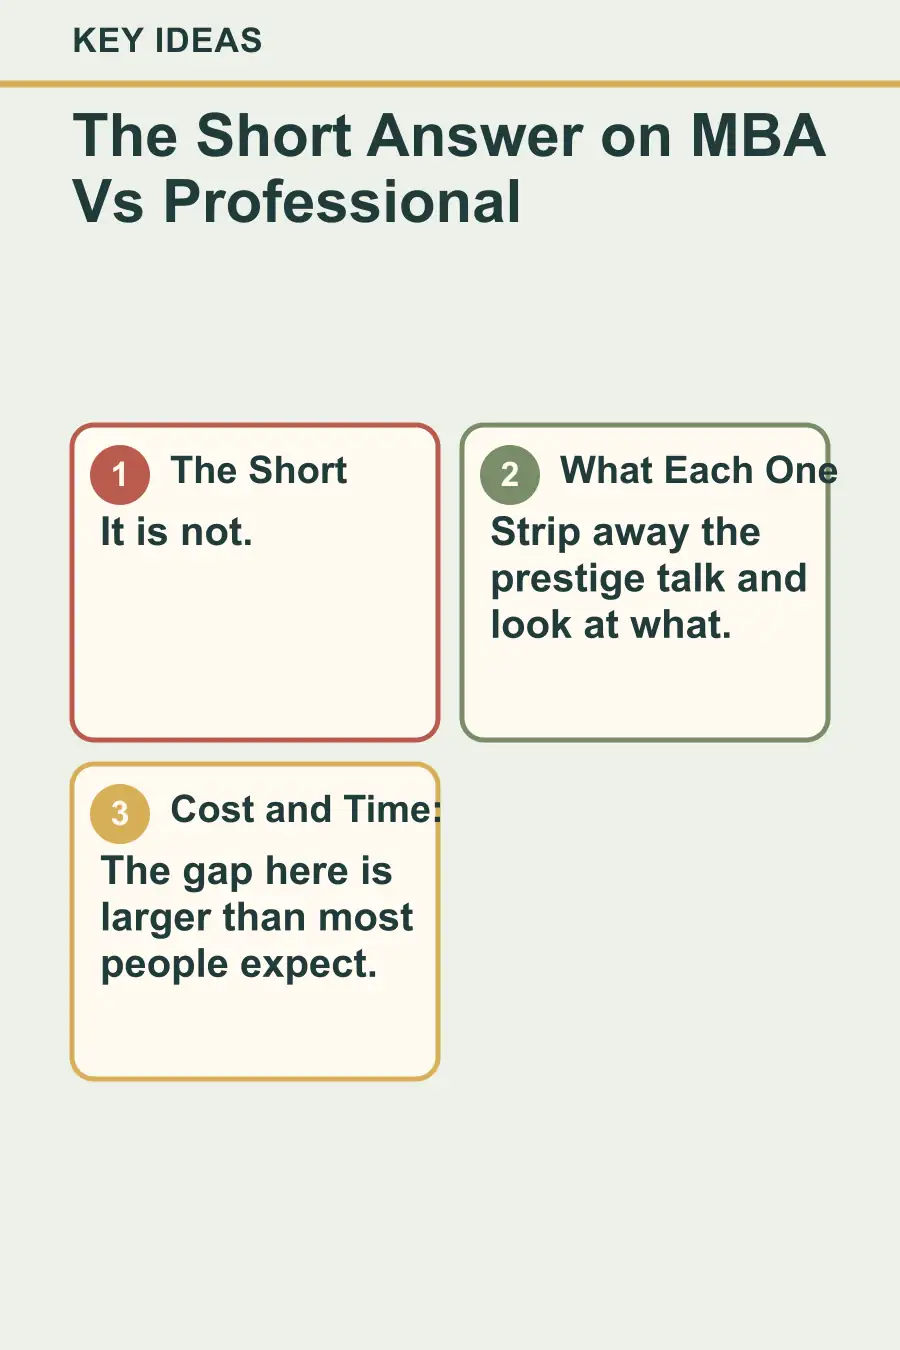 KEY IDEAS
The Short Answer on MBA
Vs Professional
1 The Short
It is not.
2 What Each One
Strip away the
prestige talk and
look at what.
3 Cost and Time:
The gap here is
larger than most
people expect.